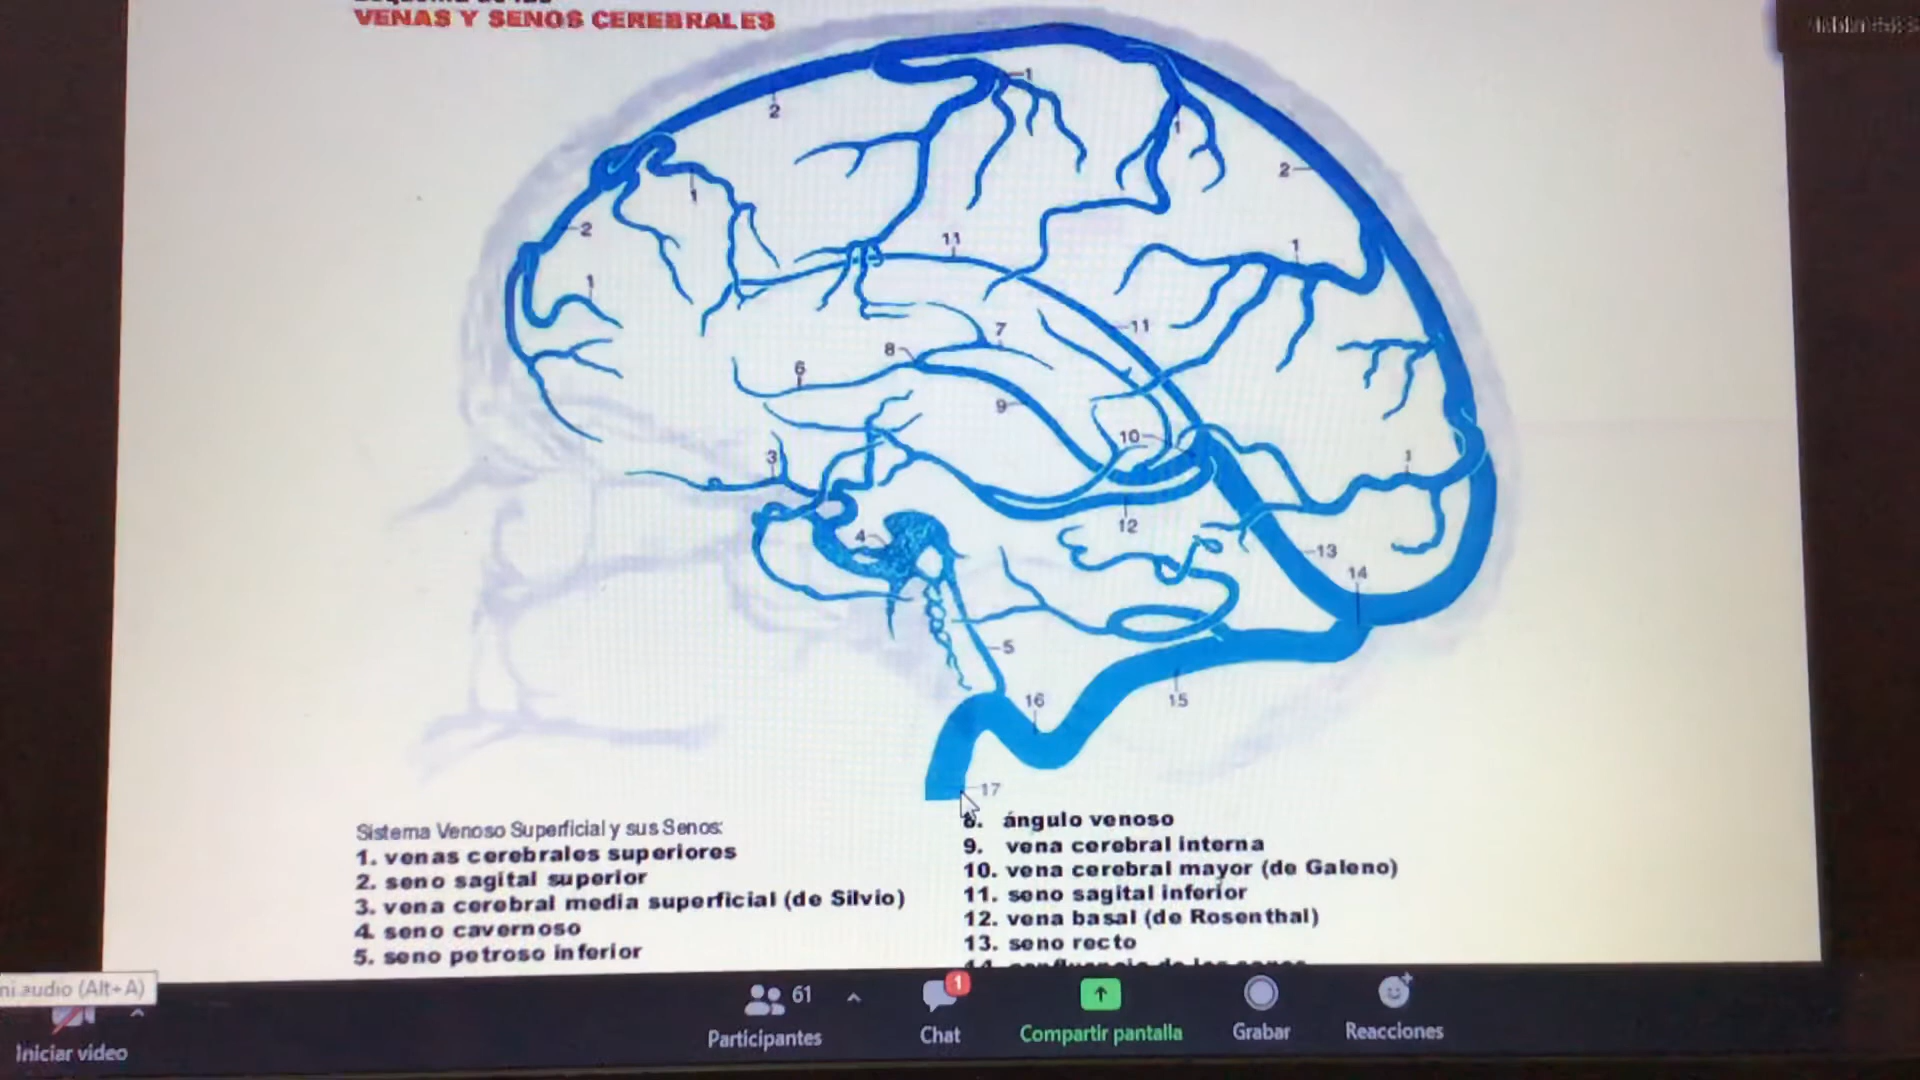 VENAS Y SENOS CEREBRALES
1
2
1
2
1
2
11
1
1
7
11
8
6
9
10
3
1
12
4
13
14
5
16
15
17
Sistema Venoso Superficial y sus Senos:
1. venas cerebrales superiores
2. seno sagital superior
3. vena cerebral media superficial (de Silvio)
4. seno cavernoso
5. seno petroso inferior
8. ángulo venoso
9. vena cerebral interna
10. vena cerebral mayor (de Galeno)
11. seno sagital inferior
12. vena basal (de Rosenthal)
13. seno recto
audio (Alt+A)
Iniciar video
61
Participantes
1
Chat
Compartir pantalla
Grabar
Reacciones